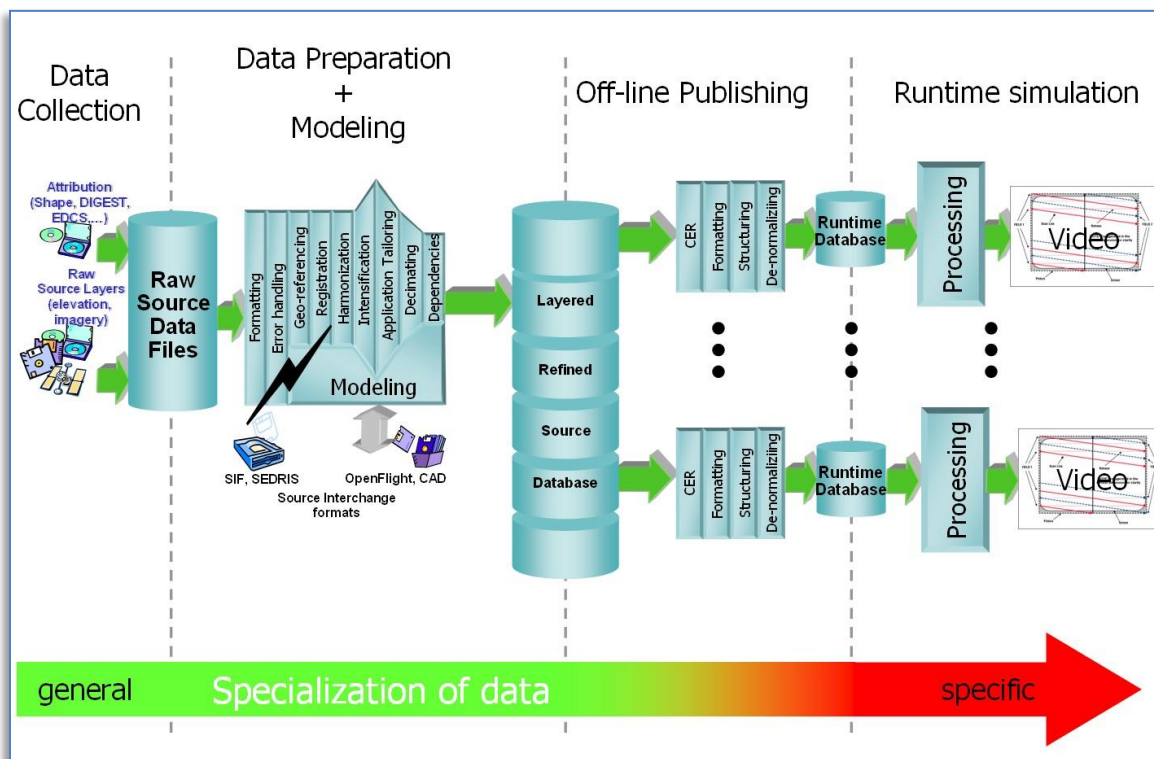 Data
Collection
Data Preparation
+
Modeling
Off-line Publishing
Runtime simulation
Attribution
(Shape, DIGEST,
EDCS,…)
Raw
Source Layers
(elevation,
imagery)
Raw
Source
Data
Files
Formatting
Error handling
Geo-referencing
Registration
Harmonization
Intensification
Application Tailoring
Decimating
Dependencies
Modeling
SIF, SEDRIS
OpenFlight, CAD
Source Interchange
formats
Layered
Refined
Source
Database
CER
Formatting
Structuring
De-normaliziing
Runtime
Database
Processing
Video
CER
Formatting
Structuring
De-normaliziing
Runtime
Database
Processing
Video
general
Specialization of data
specific